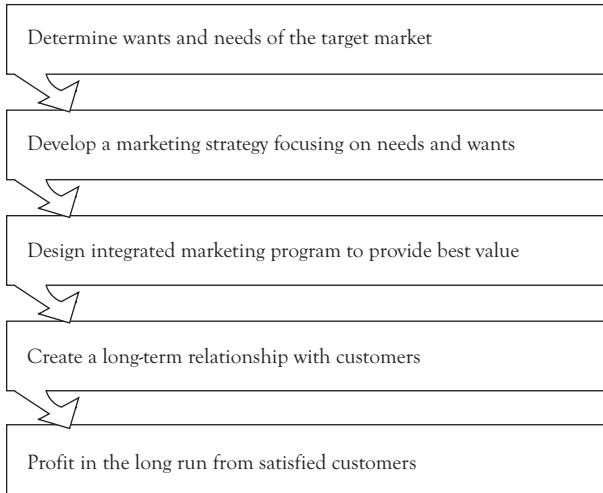 Determine wants and needs of the target market
Develop a marketing strategy focusing on needs and wants
Design integrated marketing program to provide best value
Create a long-term relationship with customers
Profit in the long run from satisfied customers